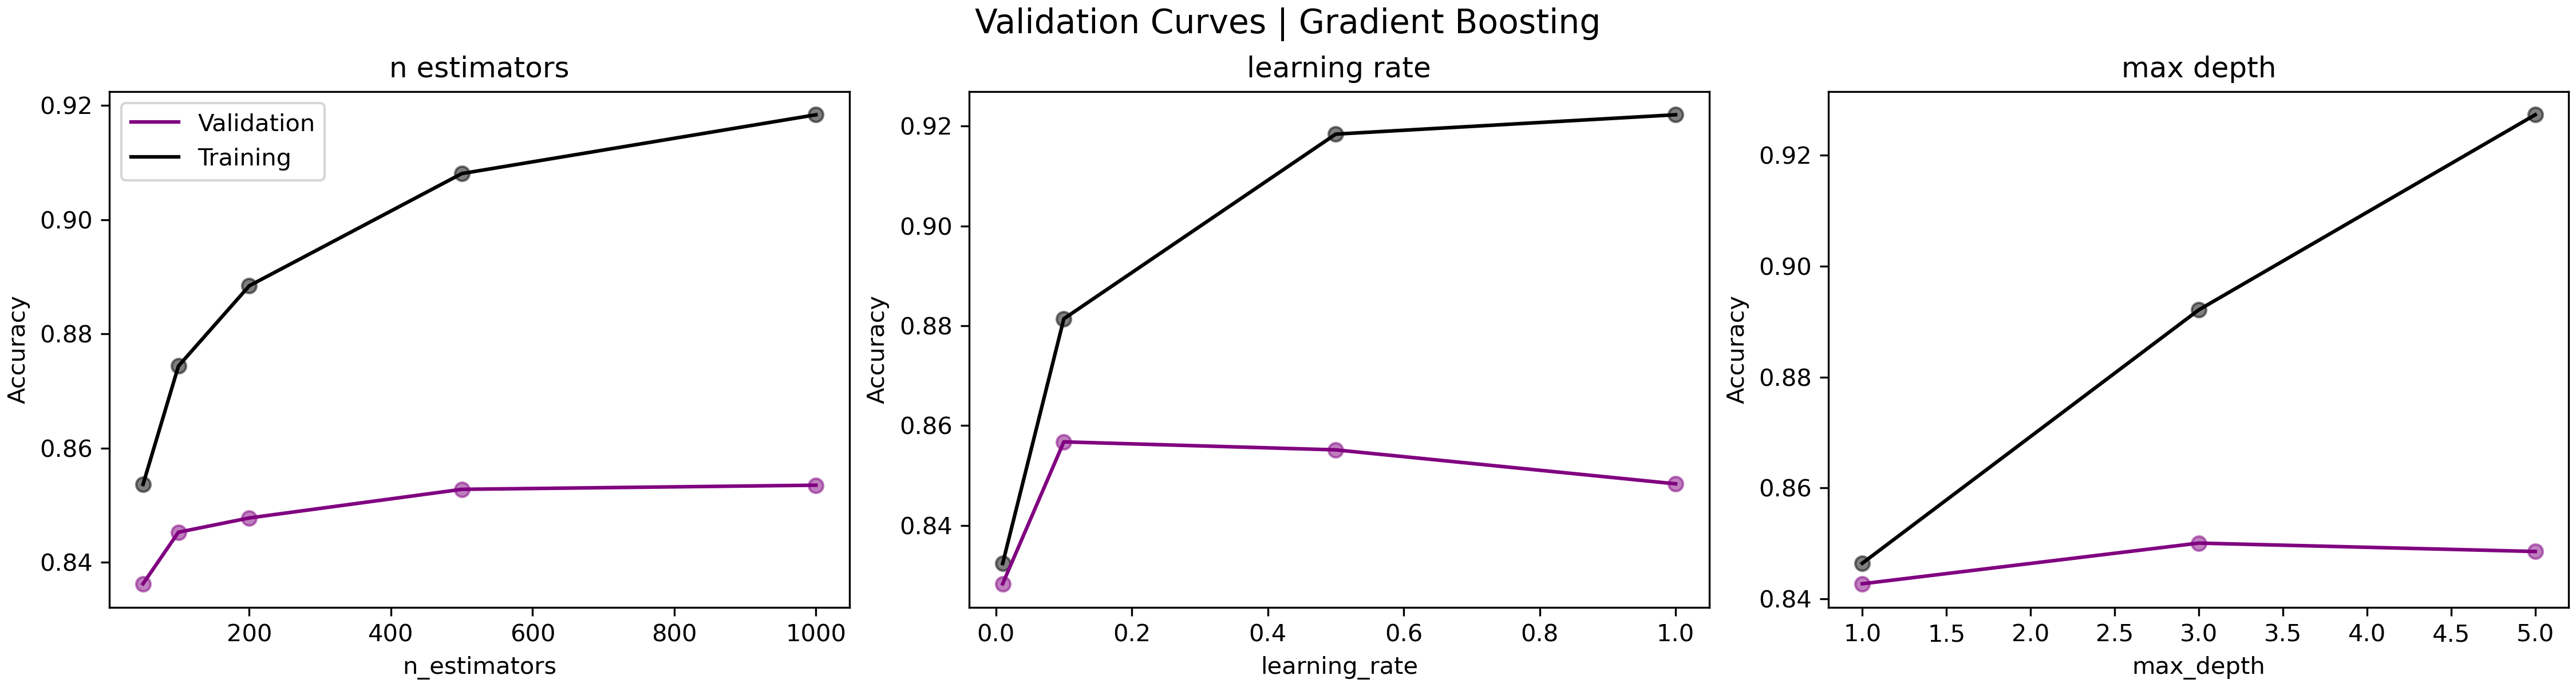 Validation Curves | Gradient Boosting
n estimators
Validation
Training
0.92
0.90
0.88
0.86
0.84
Accuracy
200 400 600 800 1000
n_estimators
learning rate
0.92
0.90
0.88
0.86
0.84
Accuracy
0.0 0.2 0.4 0.6 0.8 1.0
learning_rate
max depth
0.92
0.90
0.88
0.86
0.84
Accuracy
1.0 1.5 2.0 2.5 3.0 3.5 4.0 4.5 5.0
max_depth